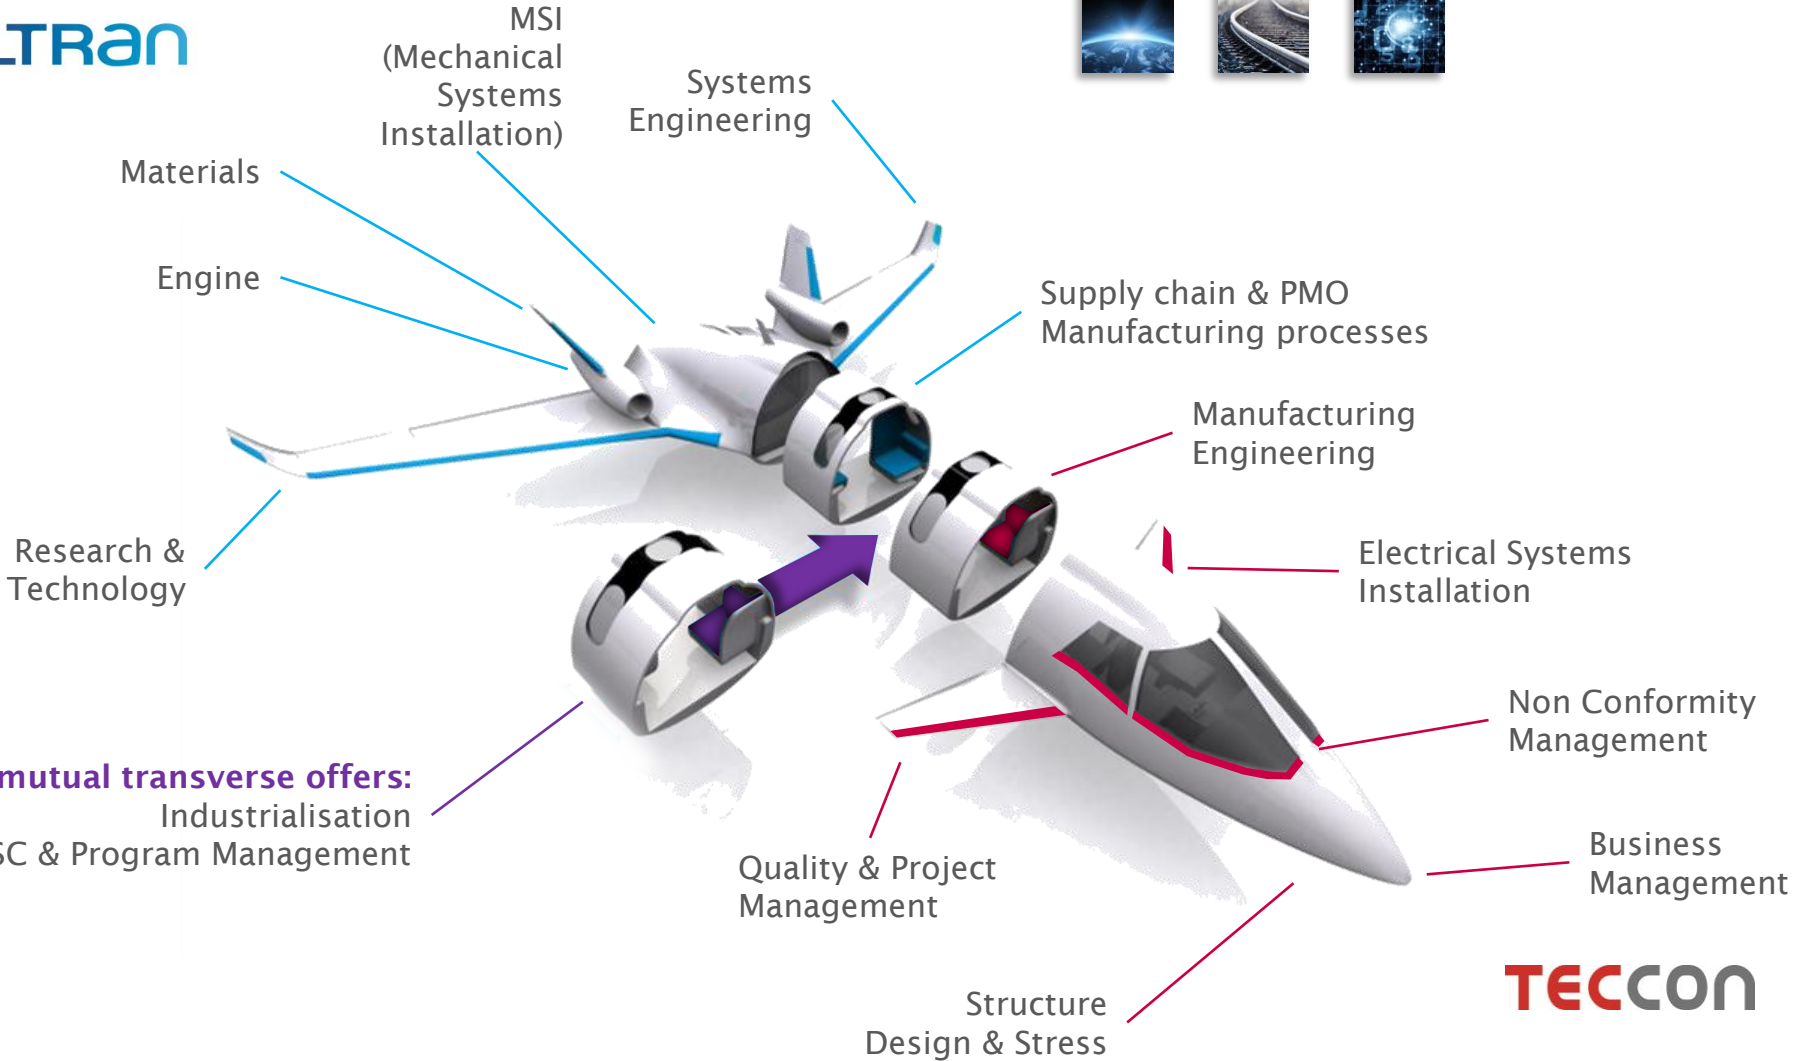 LTRan
MSI
(Mechanical
Systems
Installation)
Systems
Engineering
Materials
Engine
Supply chain & PMO
Manufacturing processes
Manufacturing
Engineering
Research &
Technology
Electrical Systems
Installation
Non Conformity
Management
mutual transverse offers:
Industrialisation
SC & Program Management
Quality & Project
Management
Business
Management
Structure
Design & Stress
TECCON